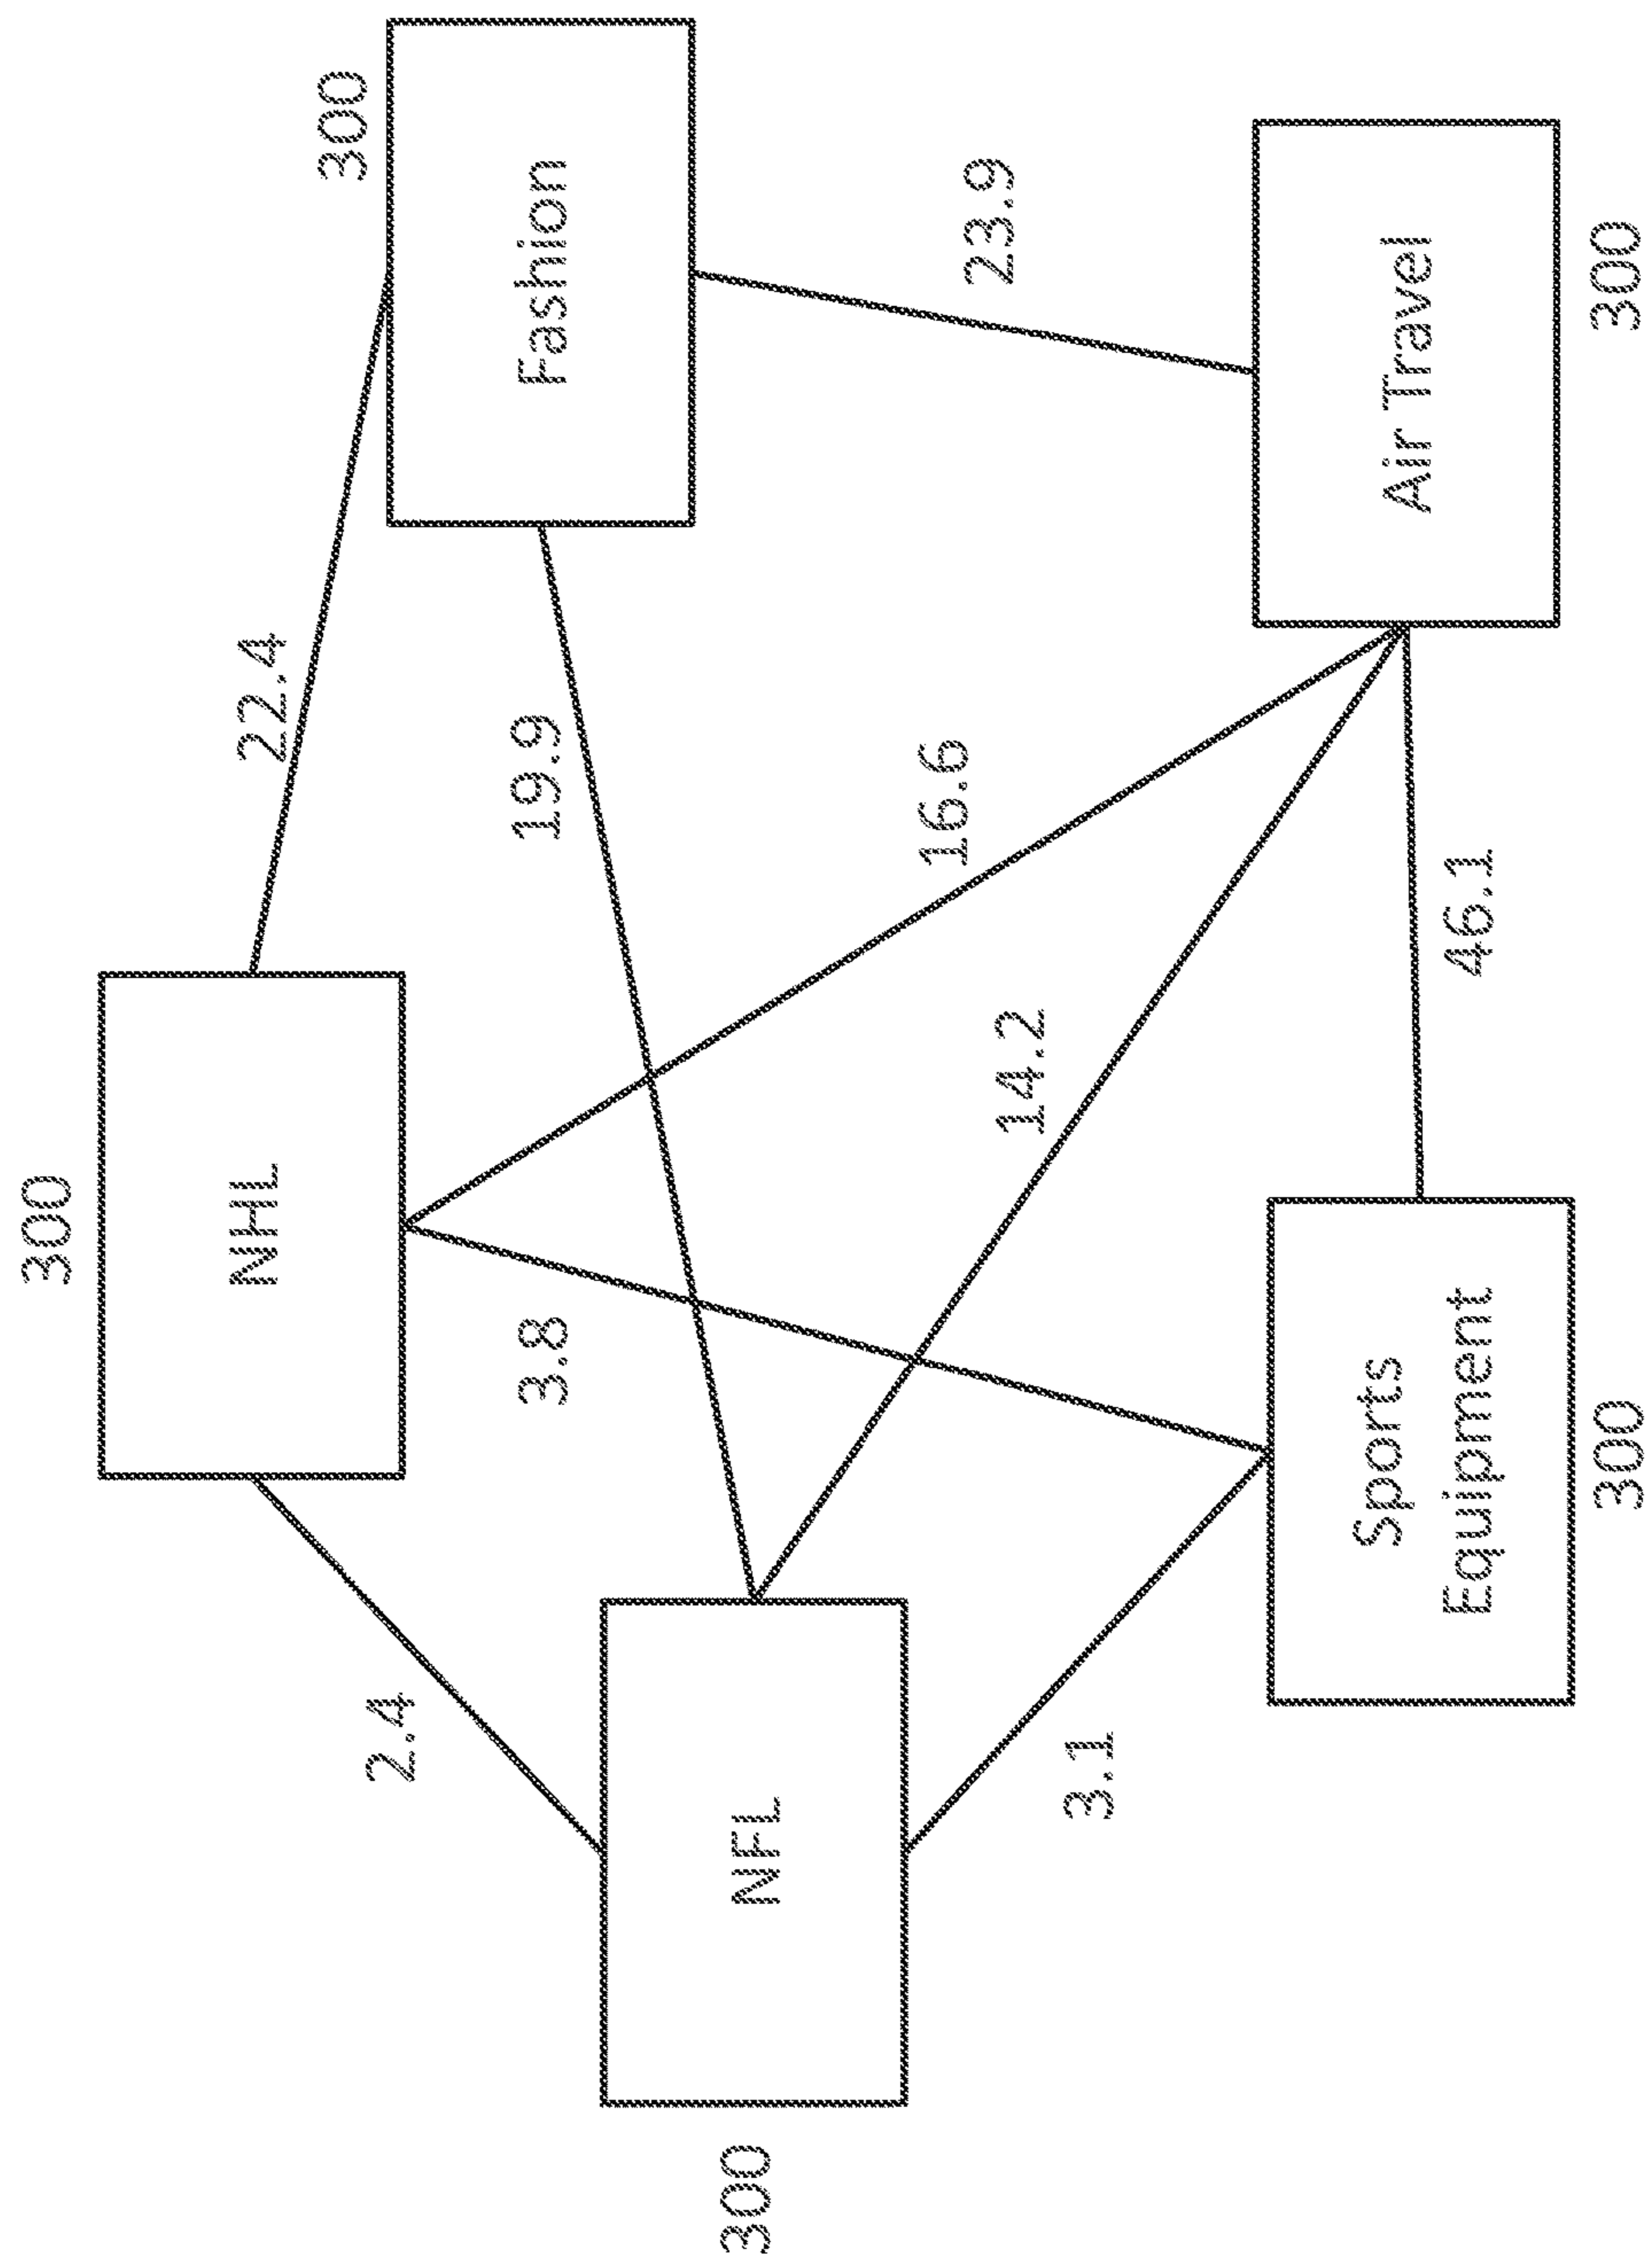 300
NHL
22.4
300
2.4
3.8
19.9
Fashion
300
NFL
16.6
23.9
14.2
3.1
Sports
Equipment
46.1
Air Travel
300
300